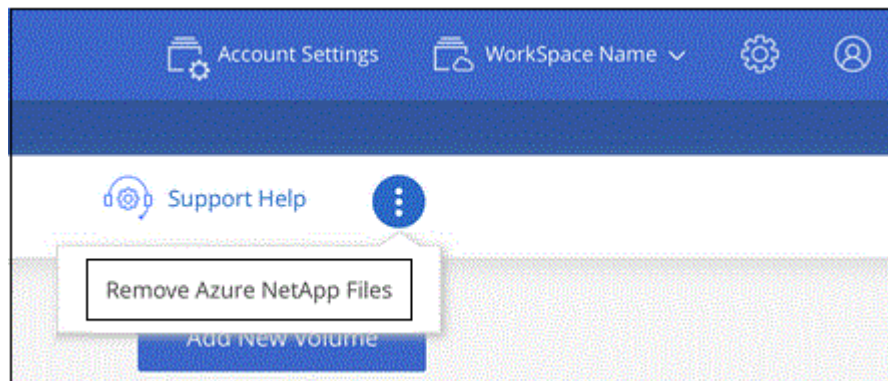 Account Settings WorkSpace Name
Support Help
Remove Azure NetApp Files
Add New Volume